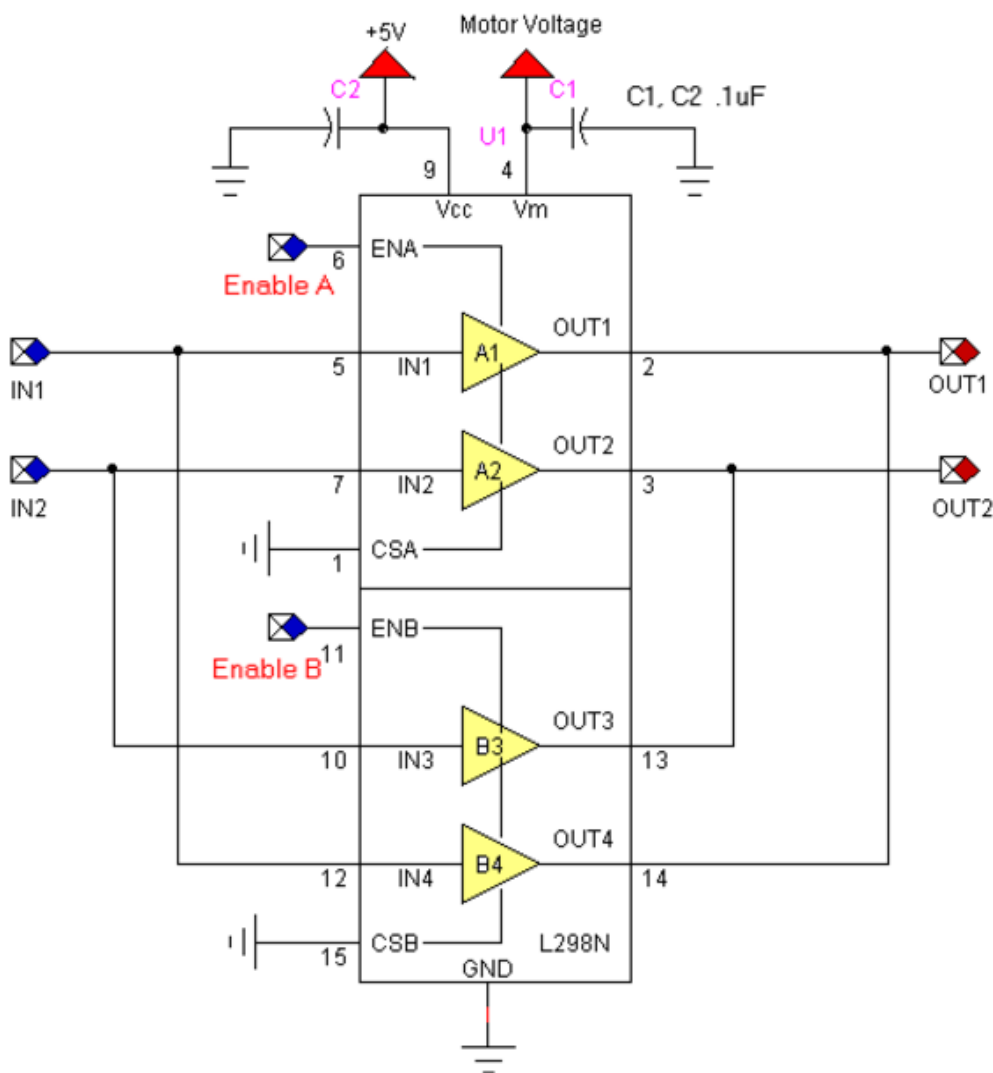 Motor Voltage
+5V
C2
C1
C1, C2 .1uF
U1
9
4
Vcc
Vm
ENA
6
Enable A
OUT1
A1
IN1
5
IN1
2
OUT1
OUT2
A2
IN2
7
IN2
3
OUT2
CSA
1
ENB
11
Enable B
OUT3
B3
10
IN3
13
OUT4
B4
12
IN4
14
CSB
15
L298N
GND